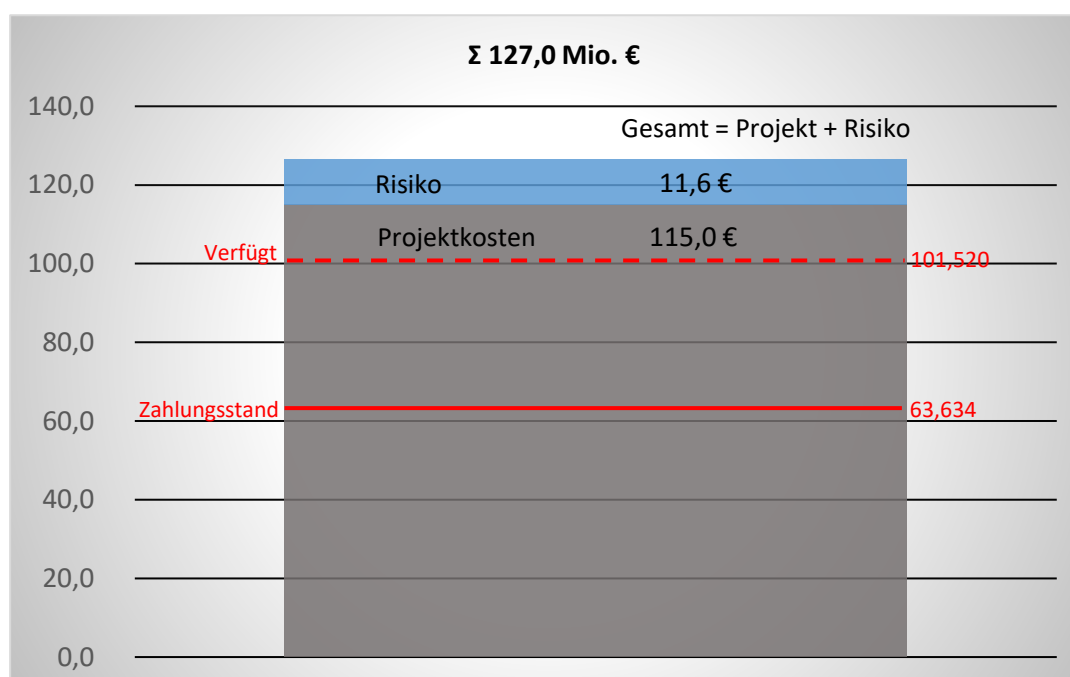 Σ 127,0 Mio. €
140,0
Gesamt = Projekt + Risiko
120,0
Risiko 11,6 €
Projektkosten 115,0 €
Verfügt 101,520
100,0
80,0
Zahlungsstand 63,634
60,0
40,0
20,0
0,0